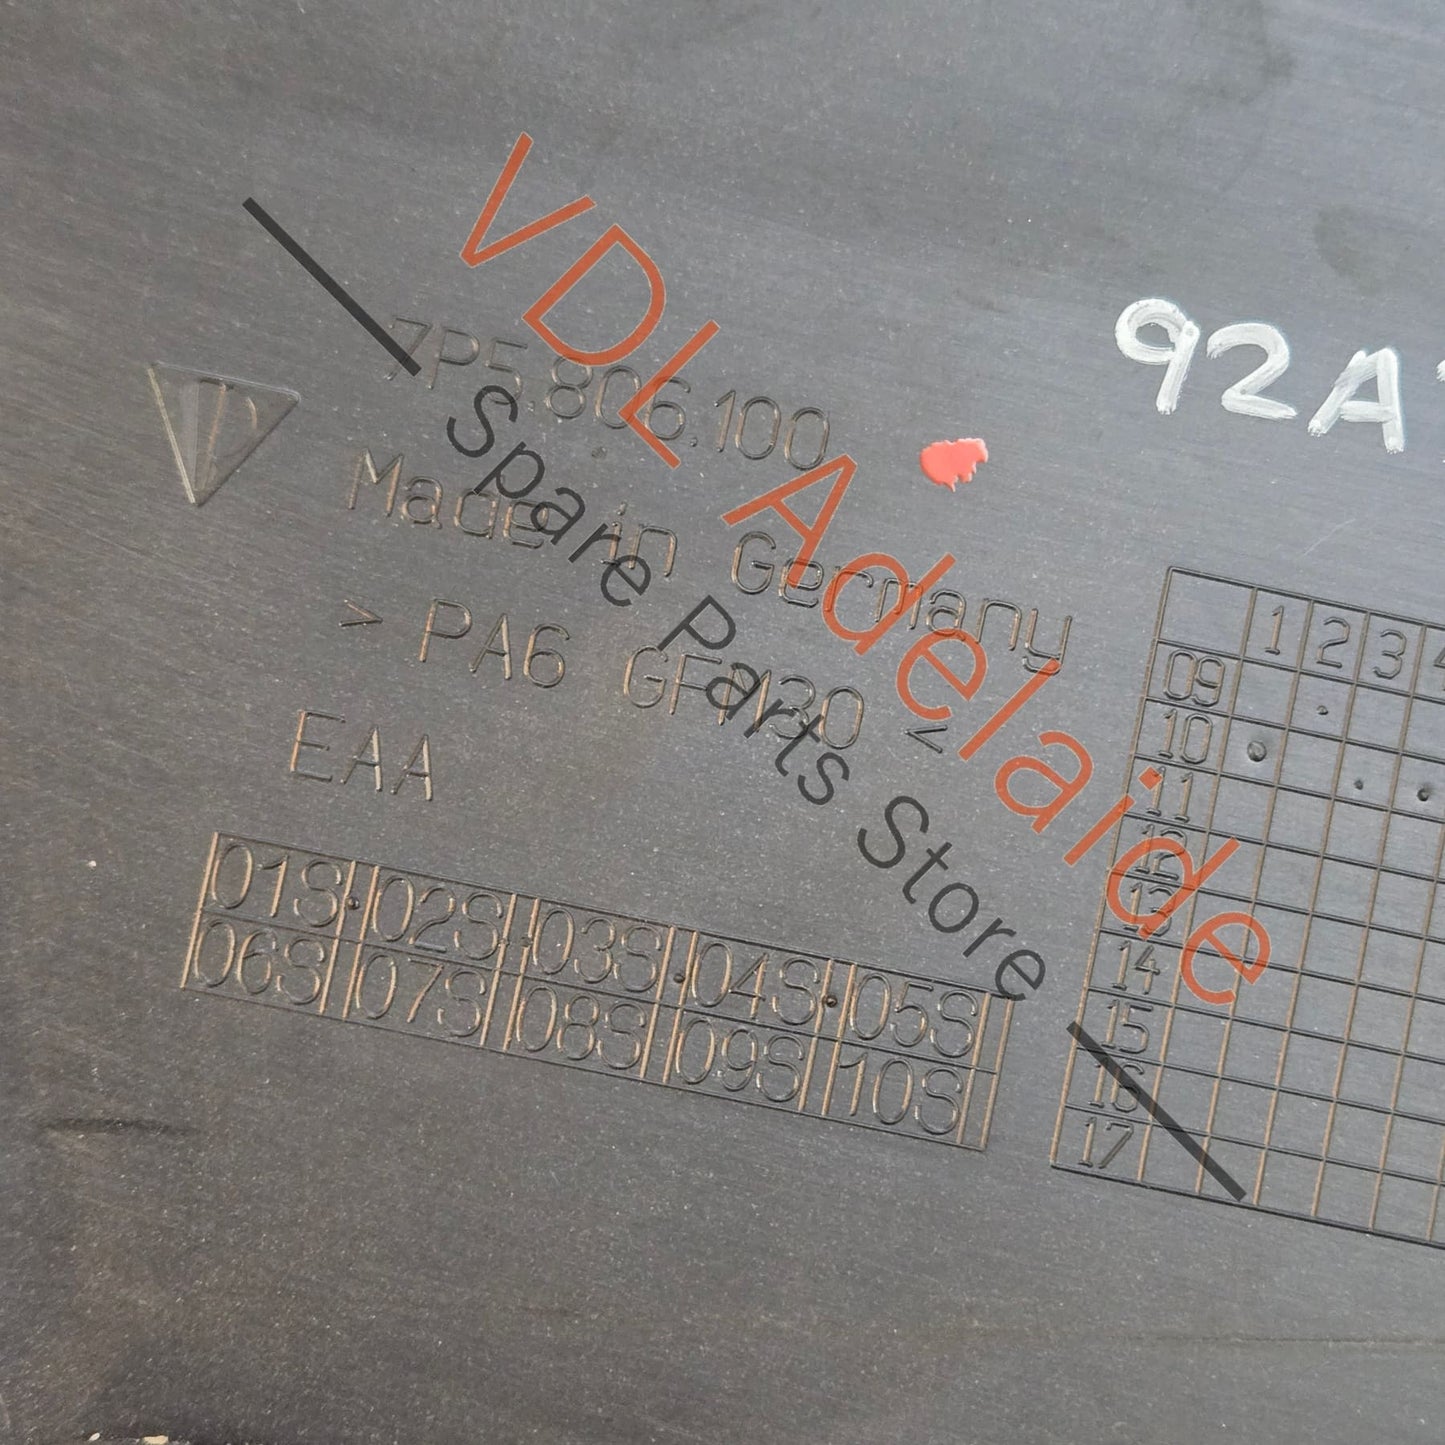 VDL Adelaide
Spare Parts Store
92A
7P5.806.100
Made in Germany
> PA6 GFM30 <
EAA
01S 02S 03S 04S 05S
06S 07S 08S 09S 10S
1 2 3
09
10
11
12
13
14
15
16
17